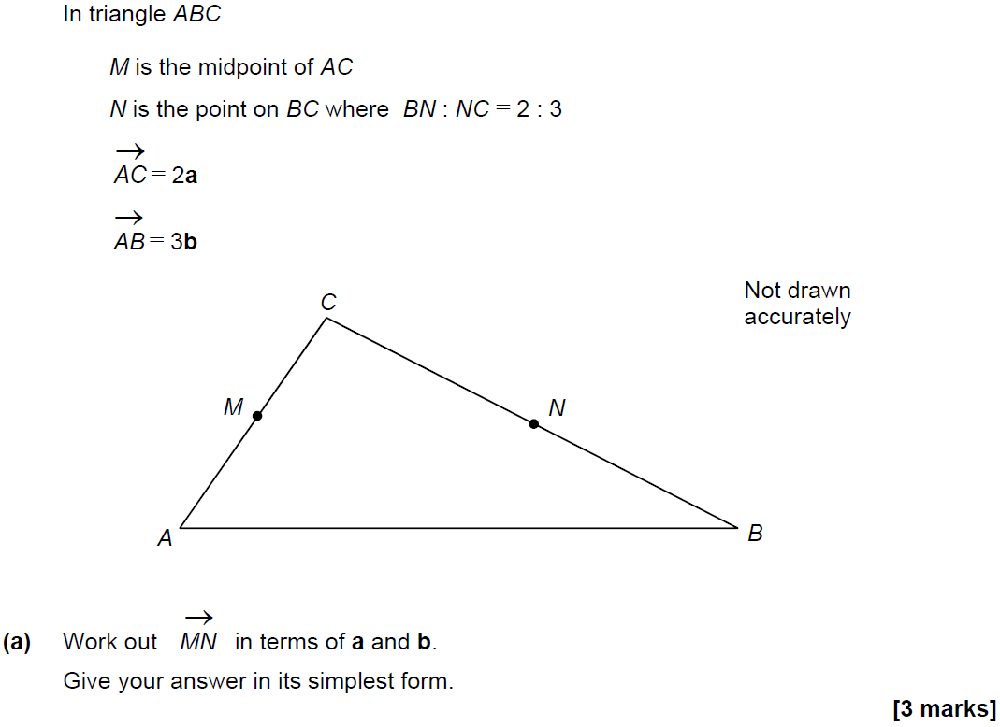 In triangle ABC
M is the midpoint of AC
N is the point on BC where BN : NC = 2 : 3
→
AC = 2a
→
AB = 3b
Not drawn
accurately
C
M
N
A
B
→
(a) Work out MN in terms of a and b.
Give your answer in its simplest form.
[3 marks]